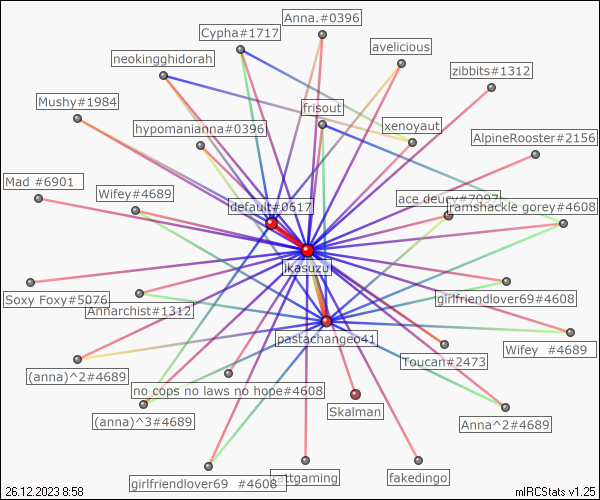 Anna.#0396
Cypha#1717
avelicious
neokingghidorah
zibbits#1312
Mushy#1984
frisout
hypomanianna#0396
xenoyaut
AlpineRooster#2156
Mad #6901
Wifey#4689
ace deucy#7097
default#0617
ramshackle gorey#4608
ikasuzu
Soxy Foxy#5076
girlfriendlover69#4608
Annarchist#1312
pastachangeo41
Wifey #4689
Toucan#2473
(anna)^2#4689
no cops no laws no hope#4608
Skalman
(anna)^3#4689
Anna^2#4689
girlfriendlover69 #4608
fakedingo
26.12.2023 8:58
mIRCStats v1.25